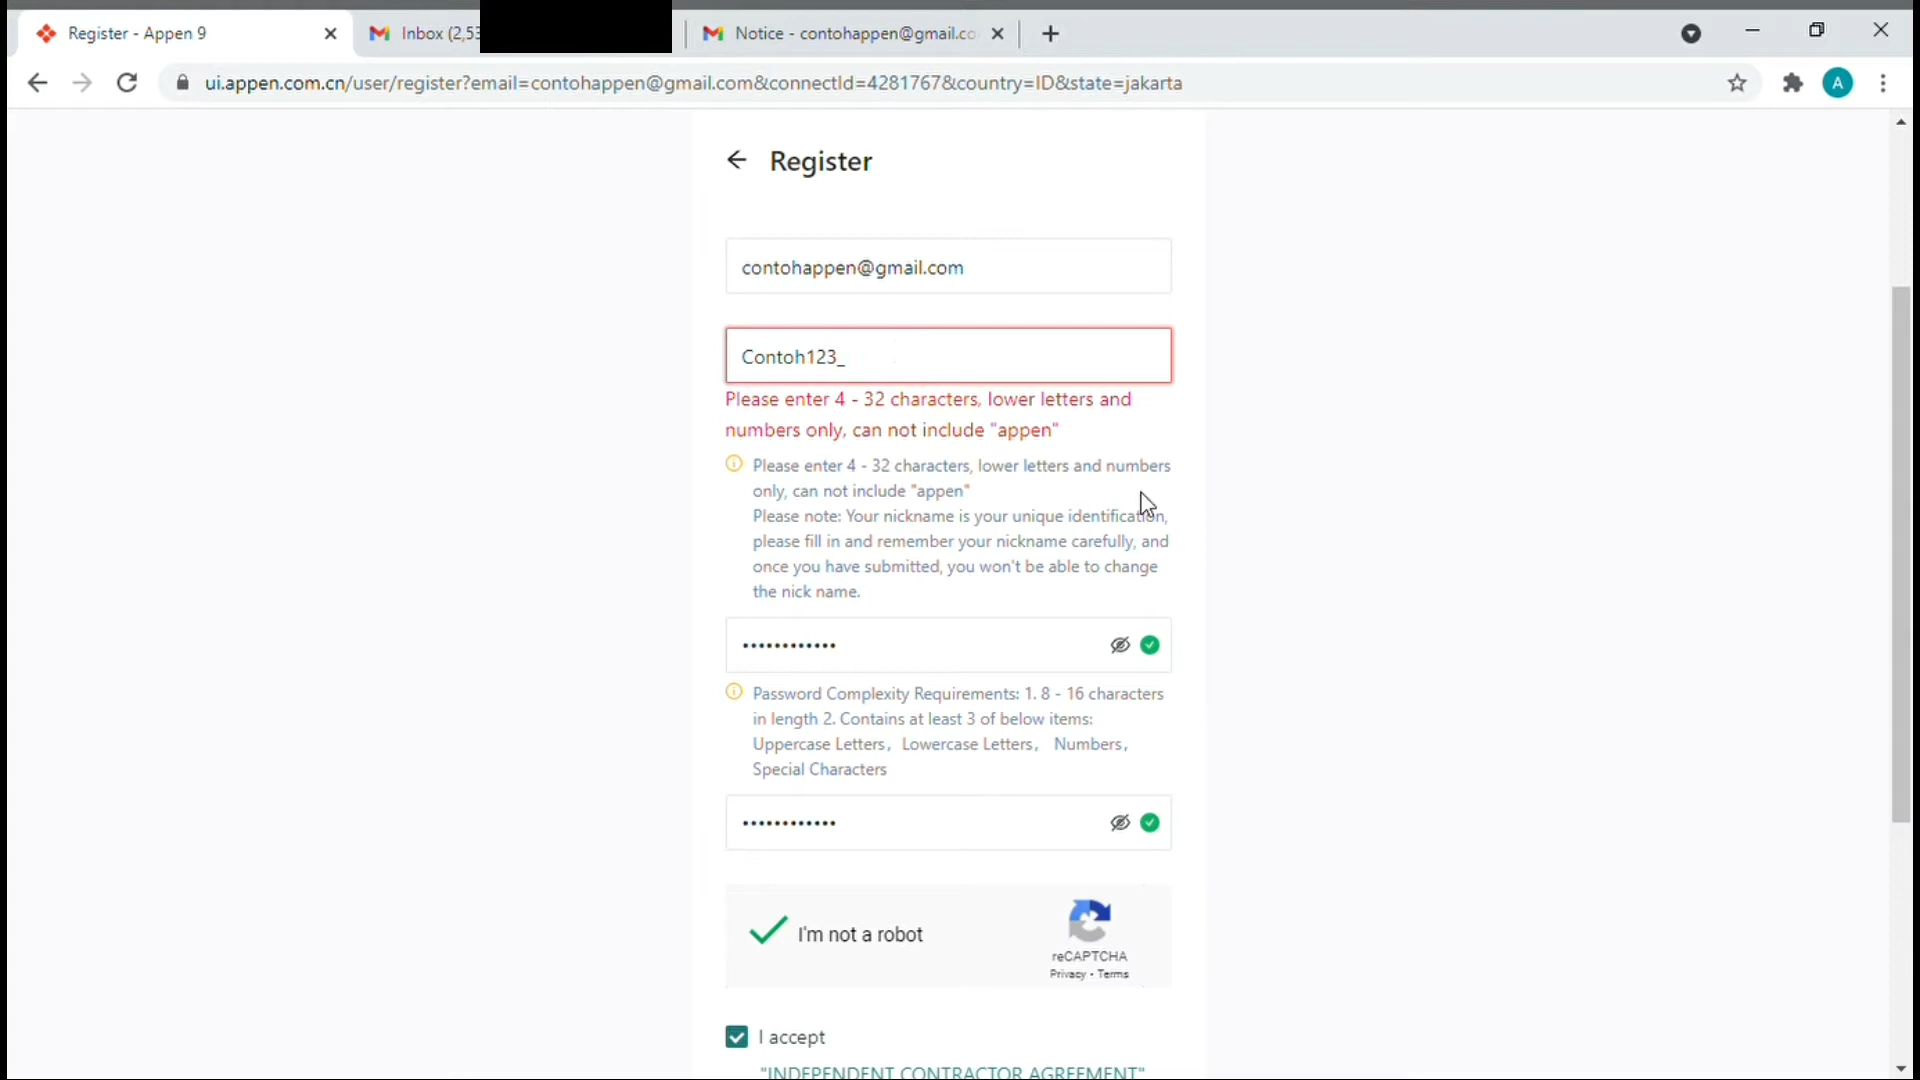 Register - Appen 9
Inbox (2,53
Notice - contohappen@gmail.co
ui.appen.com.cn/user/register?email=contohappen@gmail.com&connectId=4281767&country=ID&state=jakarta
A
Register
contohappen@gmail.com
Contoh123_
Please enter 4 - 32 characters, lower letters and
numbers only, can not include "appen"
Please enter 4 - 32 characters, lower letters and numbers
only, can not include "appen"
Please note: Your nickname is your unique identification,
please fill in and remember your nickname carefully, and
once you have submitted, you won't be able to change
the nick name.
••••••••••••
Password Complexity Requirements: 1. 8 - 16 characters
in length 2. Contains at least 3 of below items:
Uppercase Letters，Lowercase Letters， Numbers，
Special Characters
••••••••••••
I'm not a robot
reCAPTCHA
Privacy - Terms
I accept
"INDEPENDENT CONTRACTOR AGREEMENT"